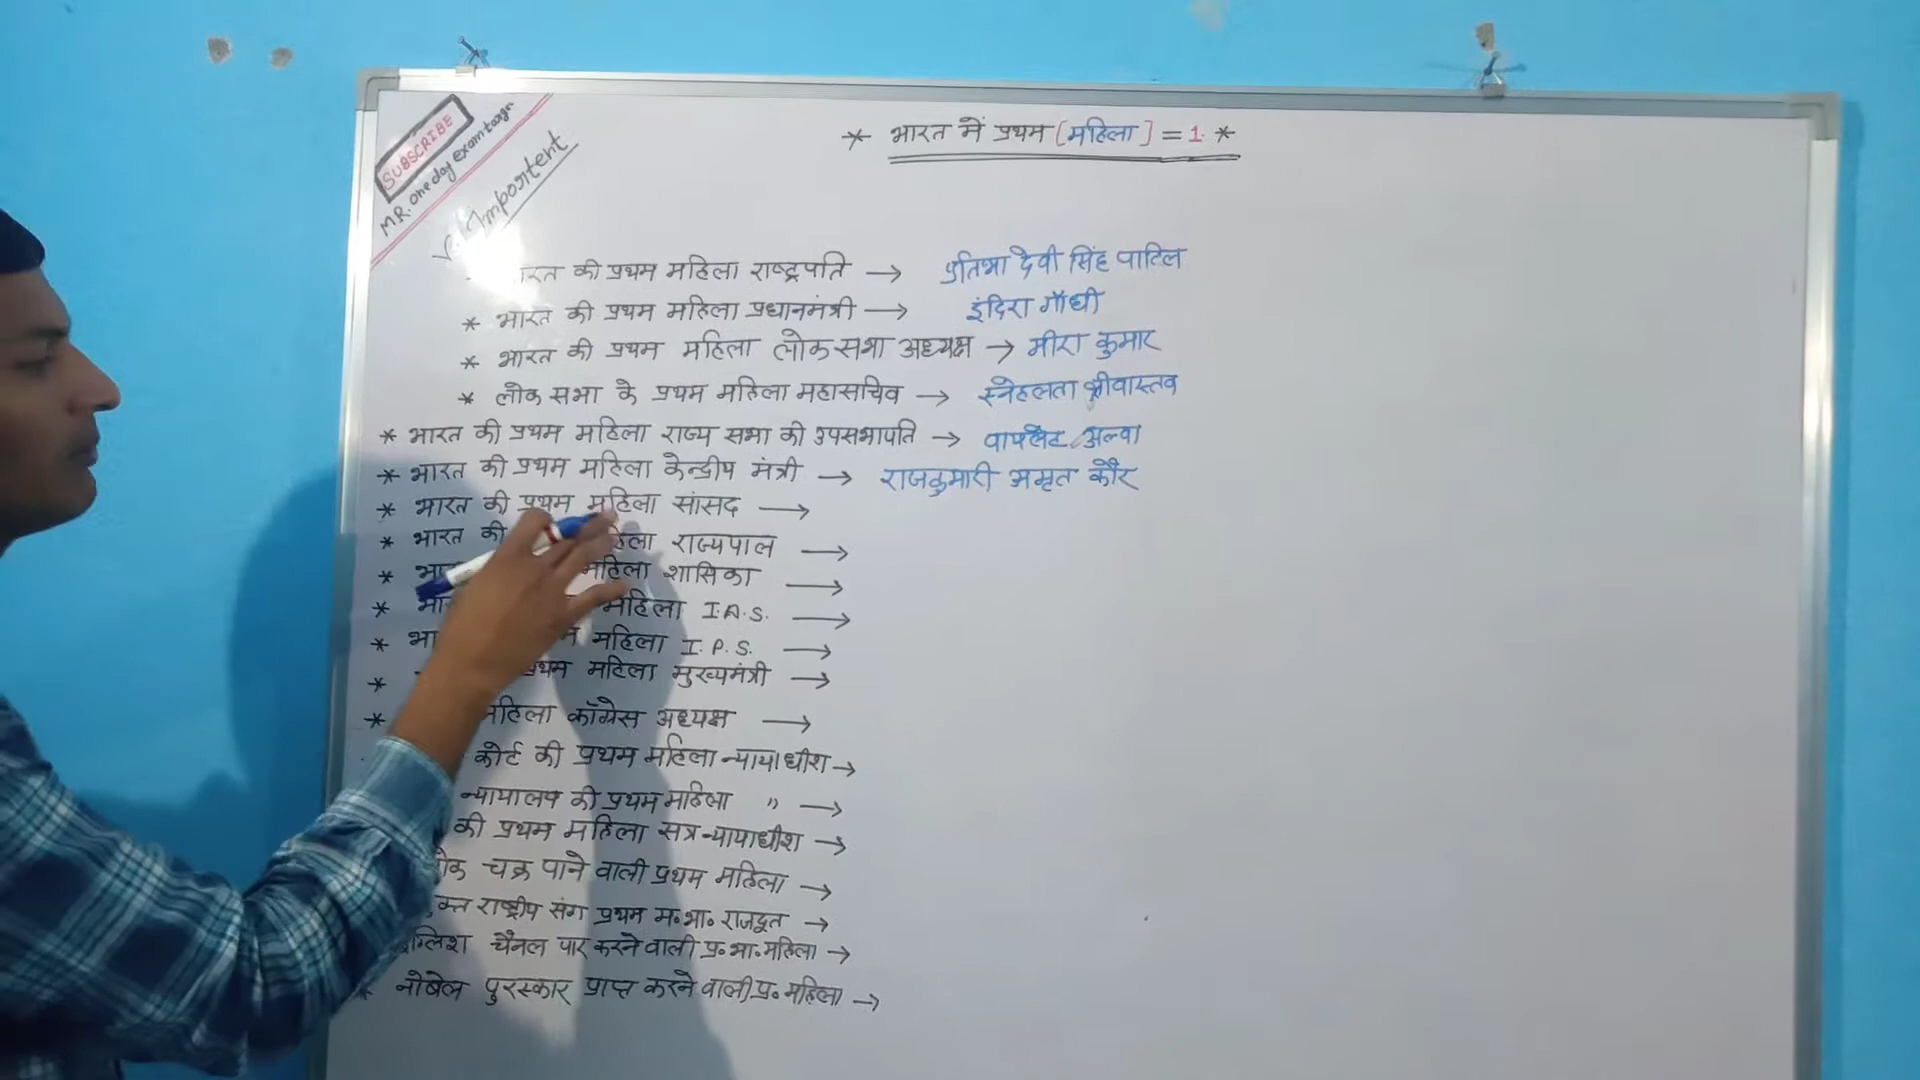 SUBSCRIBE
MR. one day exam targn
Impostent
* भारत में प्रथम [महिला] = 1 *
भारत की प्रथम महिला राष्ट्रपति → प्रतिभा देवी सिंह पाटिल
* भारत की प्रथम महिला प्रधानमंत्री → इंदिरा गाँधी
* भारत की प्रथम महिला लोक सभा अध्यक्ष → मीरा कुमार
* लोक सभा के प्रथम महिला महासचिव → स्नेहलता श्रीवास्तव
* भारत की प्रथम महिला राज्य सभा की उपसभापति → वायलेट अल्वा
* भारत की प्रथम महिला केन्द्रीय मंत्री → राजकुमारी अमृत कौर
* भारत की प्रथम महिला सांसद →
* भारत की महिला राज्यपाल →
* महिला शासिका →
* महिला I.A.S. →
* महिला I.P.S. →
* प्रथम महिला मुख्यमंत्री →
* महिला काँग्रेस अध्यक्ष →
कोर्ट की प्रथम महिला न्यायाधीश →
न्यायालय की प्रथम महिला " →
की प्रथम महिला सत्र न्यायाधीश →
चक्र पाने वाली प्रथम महिला →
राष्ट्रीय संग प्रथम म॰भा॰ राजदूत →
चैनल पार करने वाली प्र॰भा॰महिला →
* नोबेल पुरस्कार प्राप्त करने वाली प्र॰ महिला →